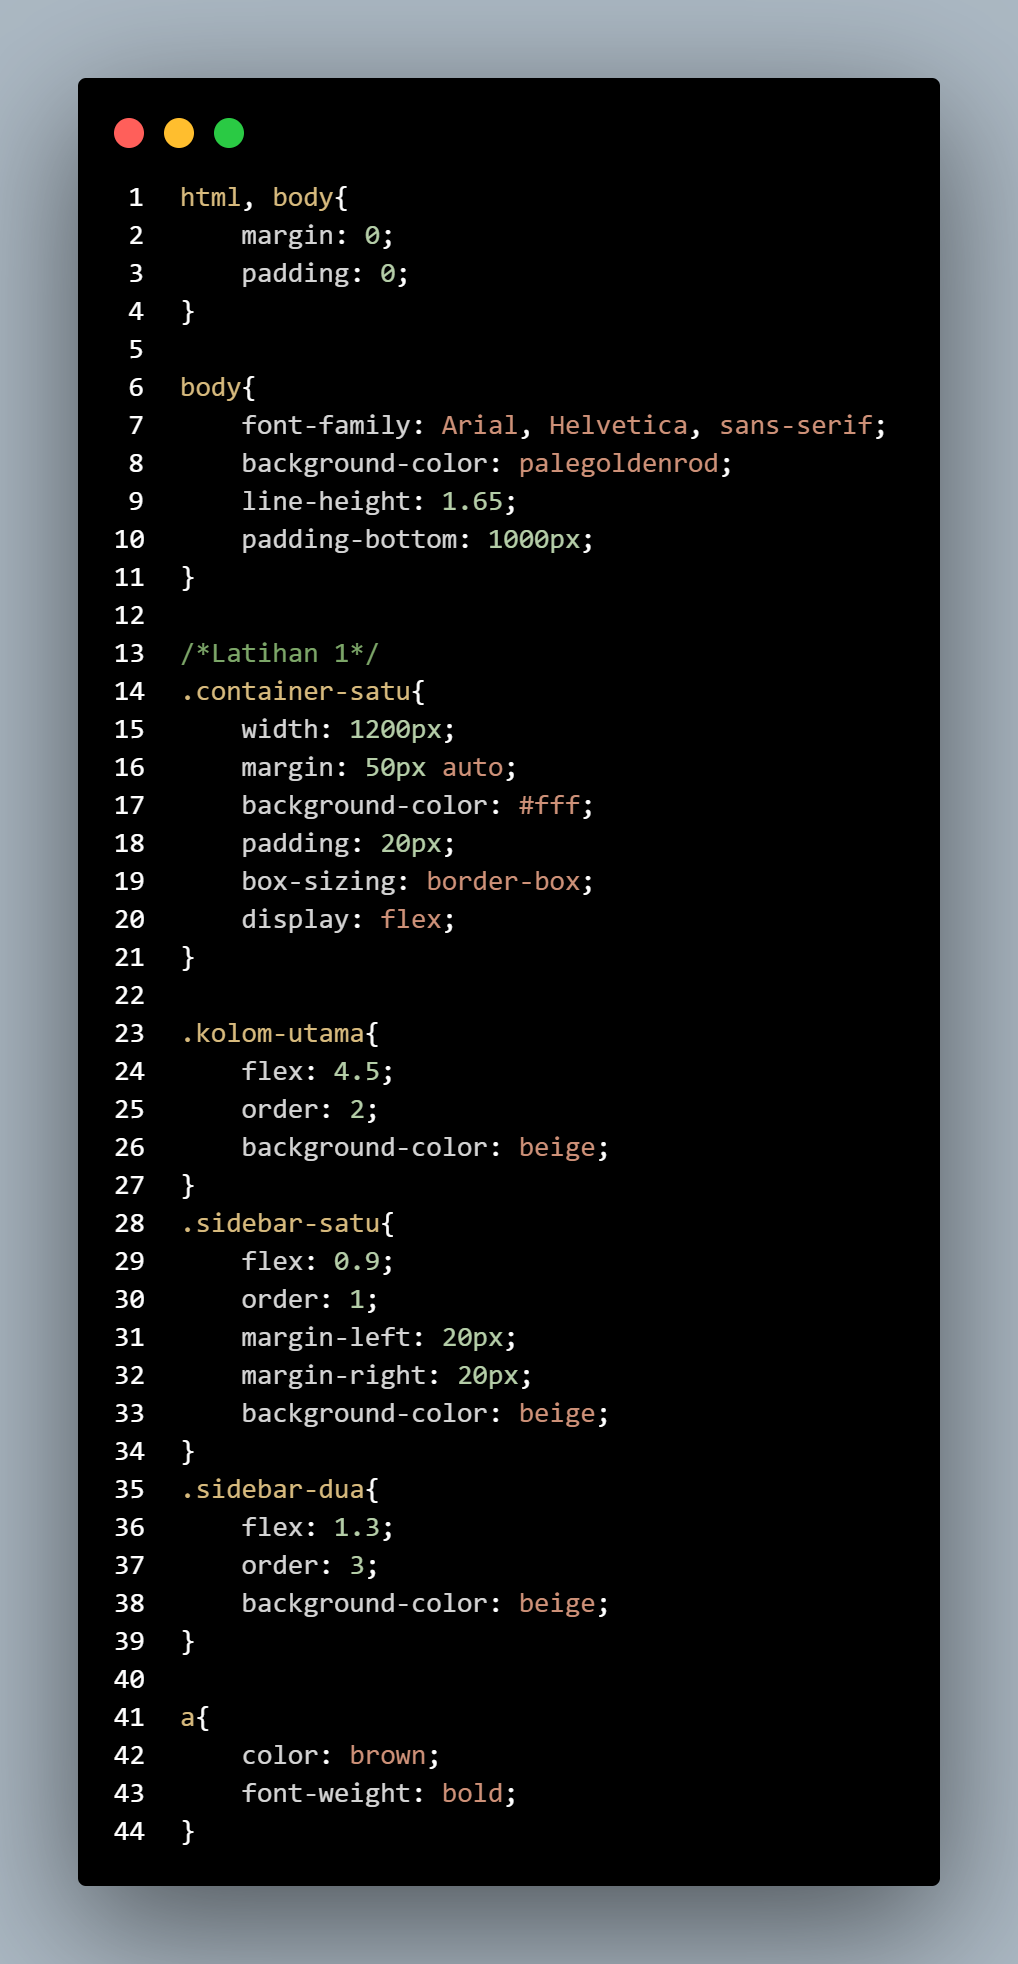 1 html, body{
2     margin: 0;
3     padding: 0;
4 }
5
6 body{
7     font-family: Arial, Helvetica, sans-serif;
8     background-color: palegoldenrod;
9     line-height: 1.65;
10     padding-bottom: 1000px;
11 }
12
13 /*Latihan 1*/
14 .container-satu{
15     width: 1200px;
16     margin: 50px auto;
17     background-color: #fff;
18     padding: 20px;
19     box-sizing: border-box;
20     display: flex;
21 }
22
23 .kolom-utama{
24     flex: 4.5;
25     order: 2;
26     background-color: beige;
27 }
28 .sidebar-satu{
29     flex: 0.9;
30     order: 1;
31     margin-left: 20px;
32     margin-right: 20px;
33     background-color: beige;
34 }
35 .sidebar-dua{
36     flex: 1.3;
37     order: 3;
38     background-color: beige;
39 }
40
41 a{
42     color: brown;
43     font-weight: bold;
44 }